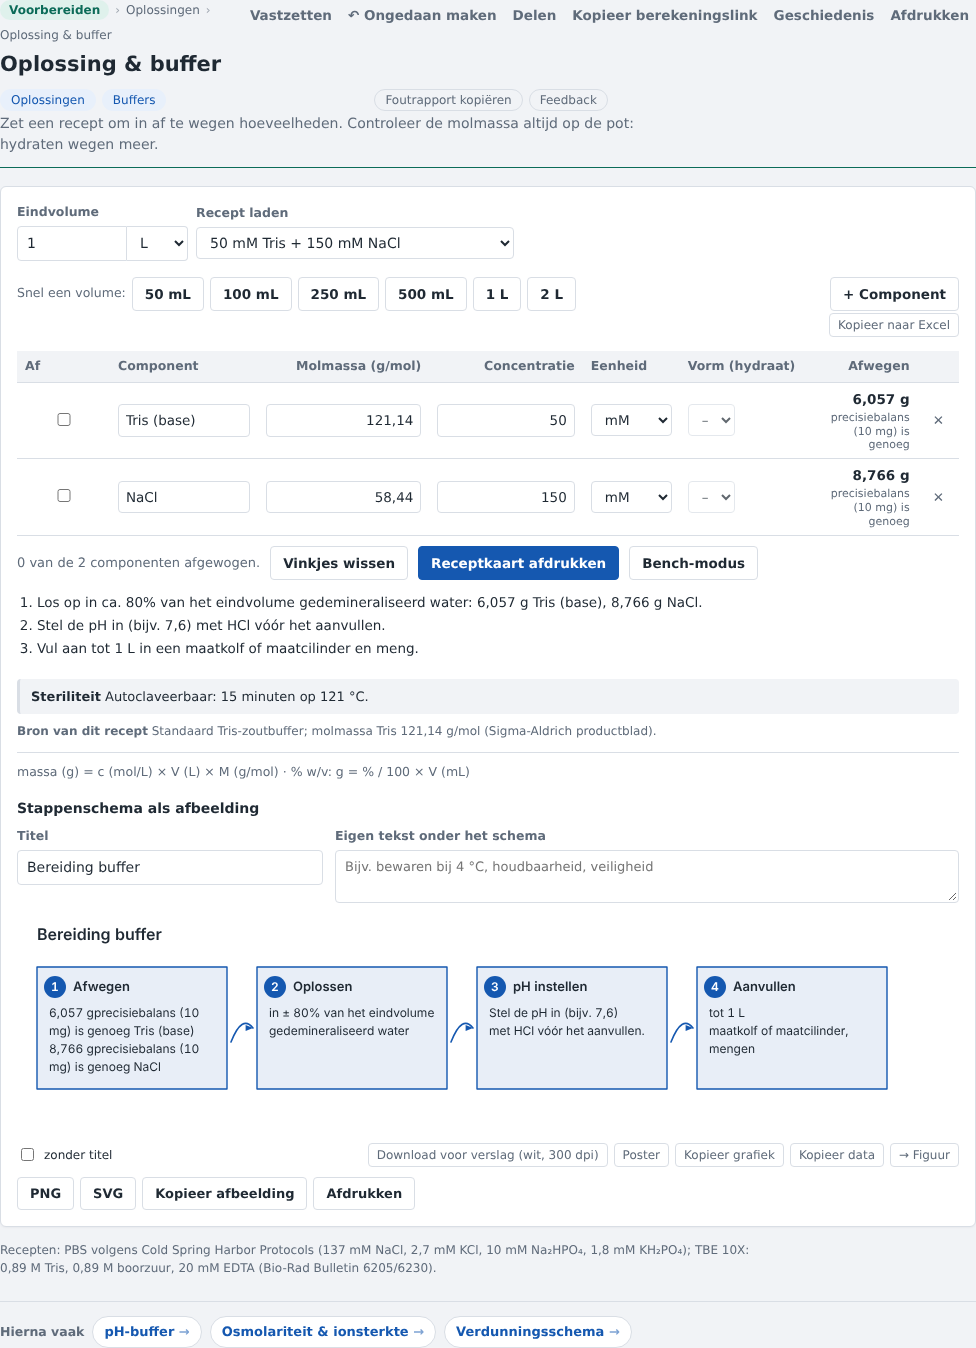 Voorbereiden › Oplossingen ›
Oplossing & buffer
Vastzetten ↶ Ongedaan maken Delen Kopieer berekeningslink Geschiedenis Afdrukken
Oplossing & buffer
Oplossingen Buffers Foutrapport kopiëren Feedback
Zet een recept om in af te wegen hoeveelheden. Controleer de molmassa altijd op de pot:
hydraten wegen meer.
Eindvolume Recept laden
1 L 50 mM Tris + 150 mM NaCl
Snel een volume: 50 mL 100 mL 250 mL 500 mL 1 L 2 L + Component
Kopieer naar Excel
Af Component Molmassa (g/mol) Concentratie Eenheid Vorm (hydraat) Afwegen
Tris (base) 121,14 50 mM – 6,057 g ×
precisiebalans
(10 mg) is
genoeg
NaCl 58,44 150 mM – 8,766 g ×
precisiebalans
(10 mg) is
genoeg
0 van de 2 componenten afgewogen. Vinkjes wissen Receptkaart afdrukken Bench-modus
1. Los op in ca. 80% van het eindvolume gedemineraliseerd water: 6,057 g Tris (base), 8,766 g NaCl.
2. Stel de pH in (bijv. 7,6) met HCl vóór het aanvullen.
3. Vul aan tot 1 L in een maatkolf of maatcilinder en meng.
Steriliteit Autoclaveerbaar: 15 minuten op 121 °C.
Bron van dit recept Standaard Tris-zoutbuffer; molmassa Tris 121,14 g/mol (Sigma-Aldrich productblad).
massa (g) = c (mol/L) × V (L) × M (g/mol) · % w/v: g = % / 100 × V (mL)
Stappenschema als afbeelding
Titel Eigen tekst onder het schema
Bereiding buffer Bijv. bewaren bij 4 °C, houdbaarheid, veiligheid
Bereiding buffer
1 Afwegen
6,057 gprecisiebalans (10
mg) is genoeg Tris (base)
8,766 gprecisiebalans (10
mg) is genoeg NaCl
2 Oplossen
in ± 80% van het eindvolume
gedemineraliseerd water
3 pH instellen
Stel de pH in (bijv. 7,6)
met HCl vóór het aanvullen.
4 Aanvullen
tot 1 L
maatkolf of maatcilinder,
mengen
zonder titel Download voor verslag (wit, 300 dpi) Poster Kopieer grafiek Kopieer data → Figuur
PNG SVG Kopieer afbeelding Afdrukken
Recepten: PBS volgens Cold Spring Harbor Protocols (137 mM NaCl, 2,7 mM KCl, 10 mM Na₂HPO₄, 1,8 mM KH₂PO₄); TBE 10X:
0,89 M Tris, 0,89 M boorzuur, 20 mM EDTA (Bio-Rad Bulletin 6205/6230).
Hierna vaak pH-buffer → Osmolariteit & ionsterkte → Verdunningsschema →